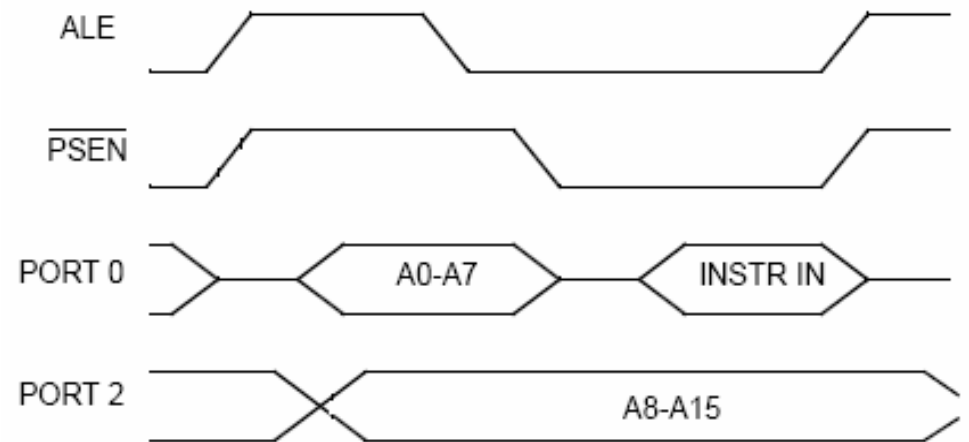 ALE
PSEN
PORT 0
A0-A7
INSTR IN
PORT 2
A8-A15